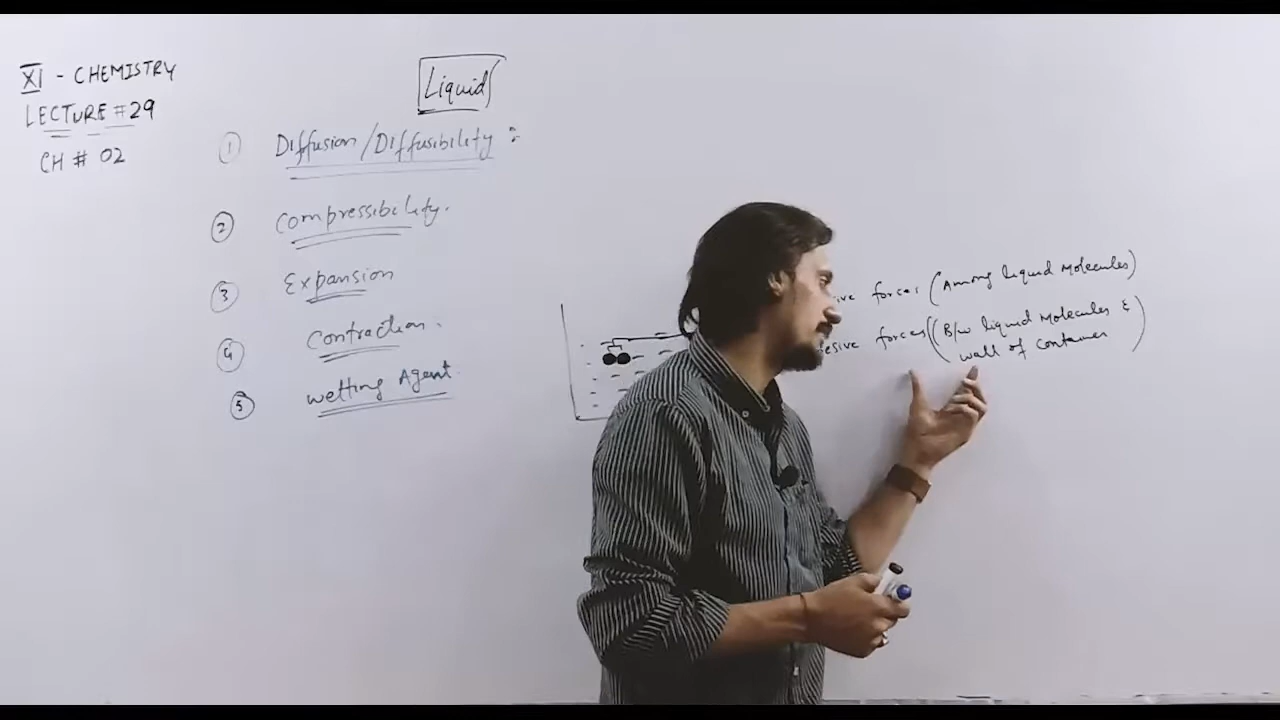 XI - CHEMISTRY
LECTURE #29
CH # 02
Liquid
① Diffusion/Diffusibility :
② Compressibility.
③ Expansion
④ Contraction.
⑤ Wetting Agent.
forces (Among liquid Molecules)
forces (B/w liquid Molecules &
wall of container)